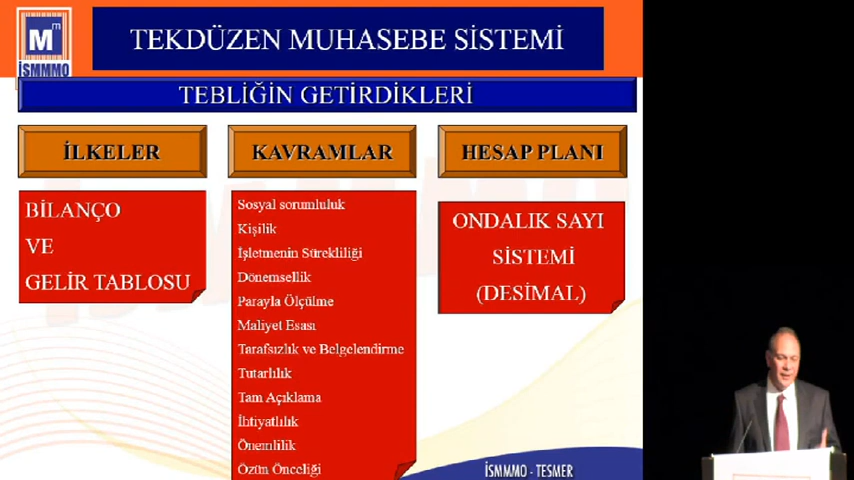 M m
İSMMMO
TEKDÜZEN MUHASEBE SİSTEMİ
TEBLİĞİN GETİRDİKLERİ
İLKELER
KAVRAMLAR
HESAP PLANI
BİLANÇO
VE
GELİR TABLOSU
Sosyal sorumluluk
Kişilik
İşletmenin Sürekliliği
Dönemsellik
Parayla Ölçülme
Maliyet Esası
Tarafsızlık ve Belgelendirme
Tutarlılık
Tam Açıklama
İhtiyatlılık
Önemlilik
Özün Önceliği
ONDALIK SAYI
SİSTEMİ
(DESİMAL)
İSMMMO - TESMER